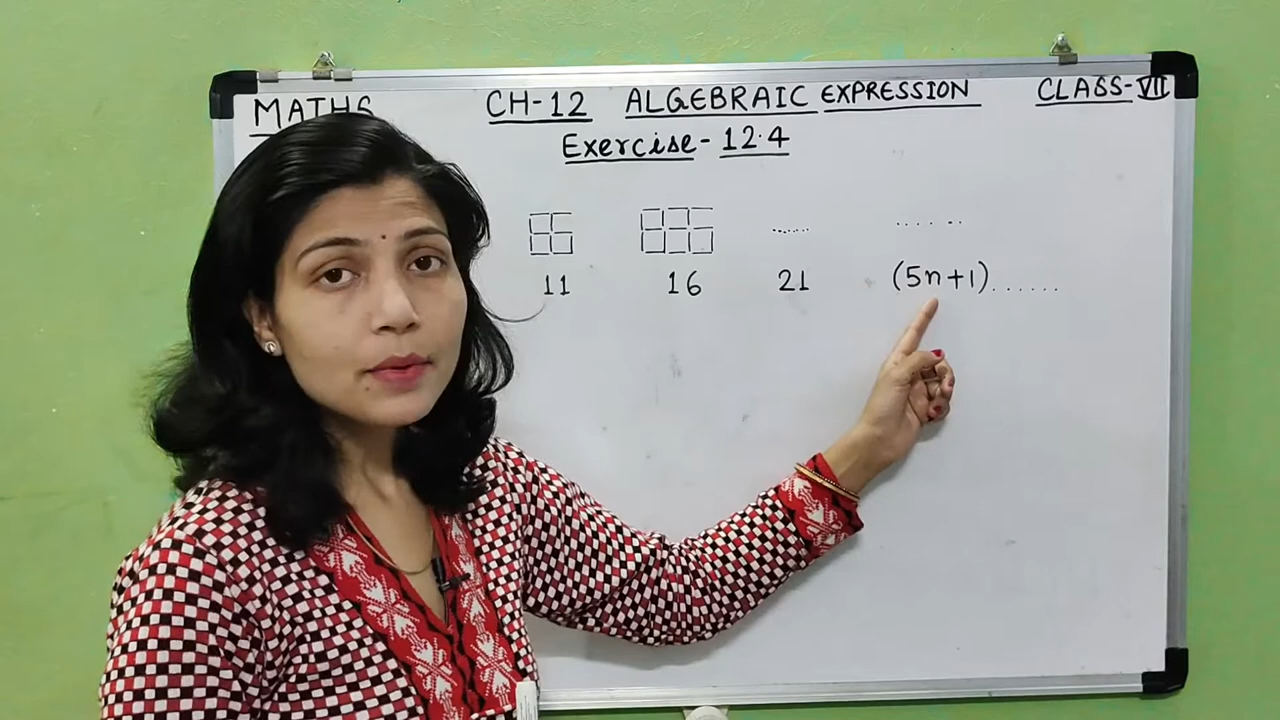 MATHS CH-12 ALGEBRAIC EXPRESSION CLASS-VII
Exercise-12.4
11 16 21 (5n+1)......